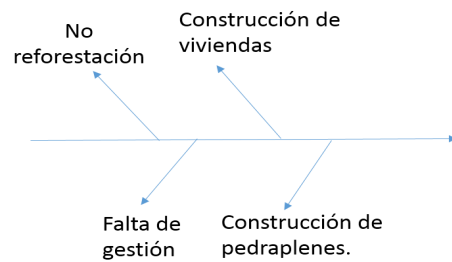 No
reforestación
Construcción de
viviendas
Falta de
gestión
Construcción de
pedraplenes.